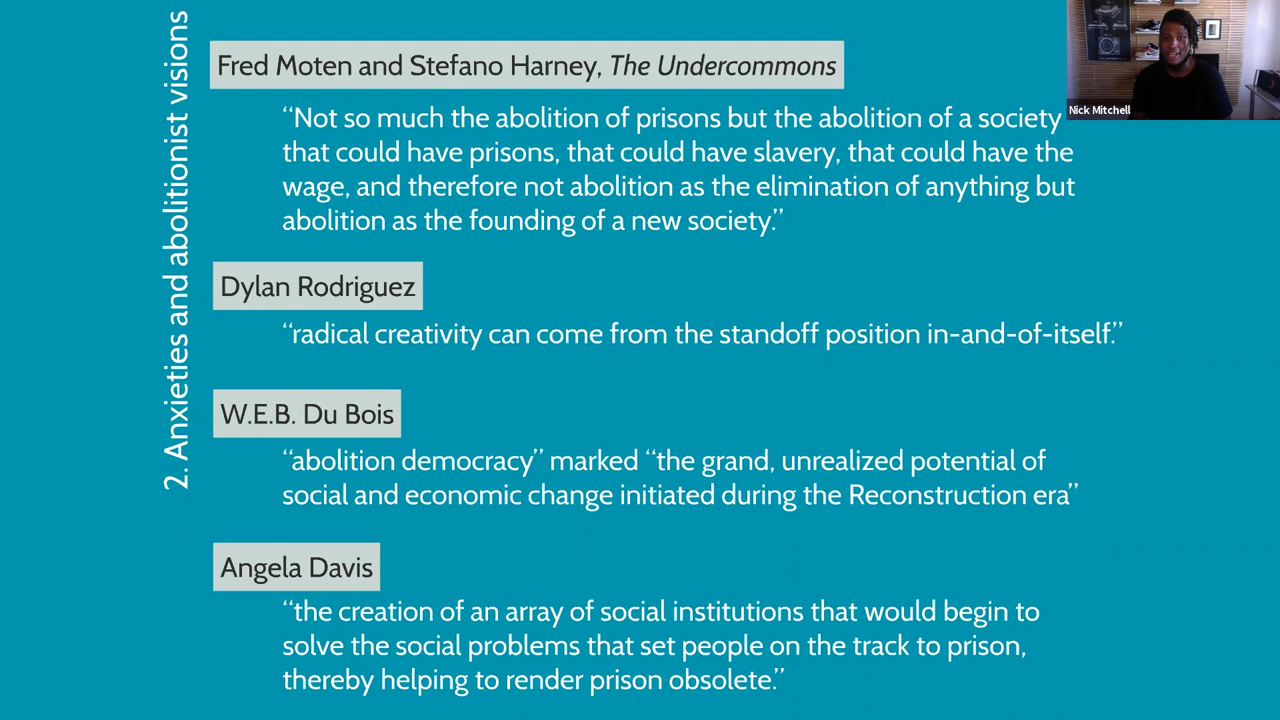 2. Anxieties and abolitionist visions
Fred Moten and Stefano Harney, The Undercommons
“Not so much the abolition of prisons but the abolition of a society
that could have prisons, that could have slavery, that could have the
wage, and therefore not abolition as the elimination of anything but
abolition as the founding of a new society.”
Dylan Rodriguez
“radical creativity can come from the standoff position in-and-of-itself.”
W.E.B. Du Bois
“abolition democracy” marked “the grand, unrealized potential of
social and economic change initiated during the Reconstruction era”
Angela Davis
“the creation of an array of social institutions that would begin to
solve the social problems that set people on the track to prison,
thereby helping to render prison obsolete.”
Nick Mitchell